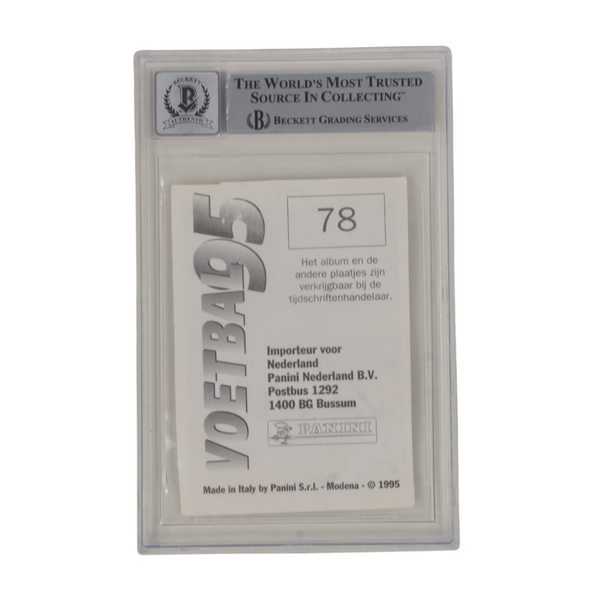 BECKETT
B
AUTHENTIC
THE WORLD'S MOST TRUSTED
SOURCE IN COLLECTING™
B BECKETT GRADING SERVICES
VOETBAL 95
78
Het album en de
andere plaatjes zijn
verkrijgbaar bij de
tijdschriftenhandelaar.
Importeur voor
Nederland
Panini Nederland B.V.
Postbus 1292
1400 BG Bussum
PANINI
Made in Italy by Panini S.r.l. - Modena - © 1995